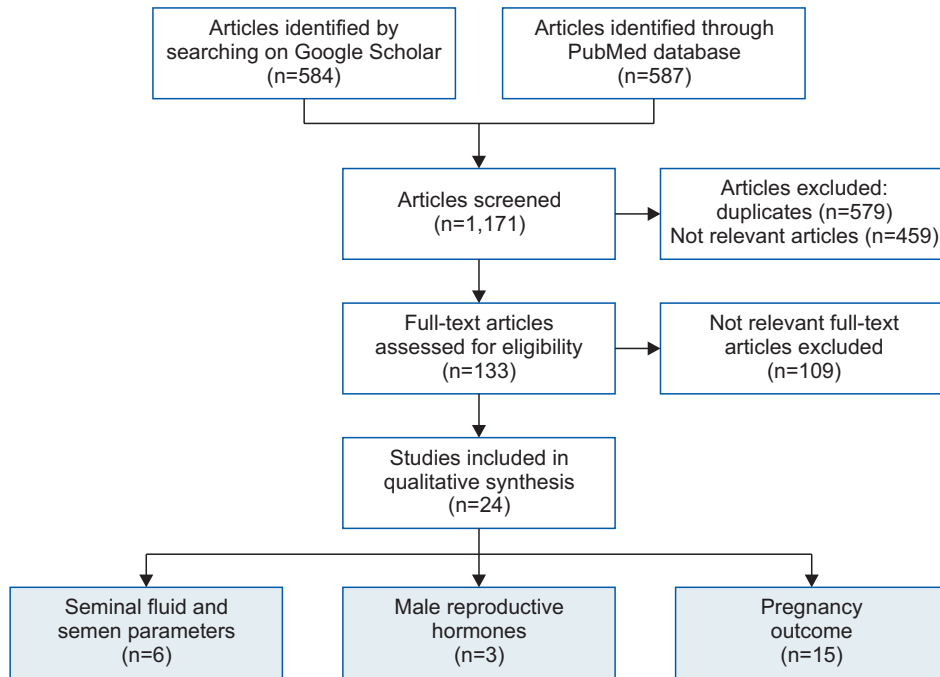 Articles identified by
searching on Google Scholar
(n=584)
Articles identified through
PubMed database
(n=587)
Articles screened
(n=1,171)
Articles excluded:
duplicates (n=579)
Not relevant articles (n=459)
Full-text articles
assessed for eligibility
(n=133)
Not relevant full-text
articles excluded
(n=109)
Studies included in
qualitative synthesis
(n=24)
Seminal fluid and
semen parameters
(n=6)
Male reproductive
hormones
(n=3)
Pregnancy
outcome
(n=15)